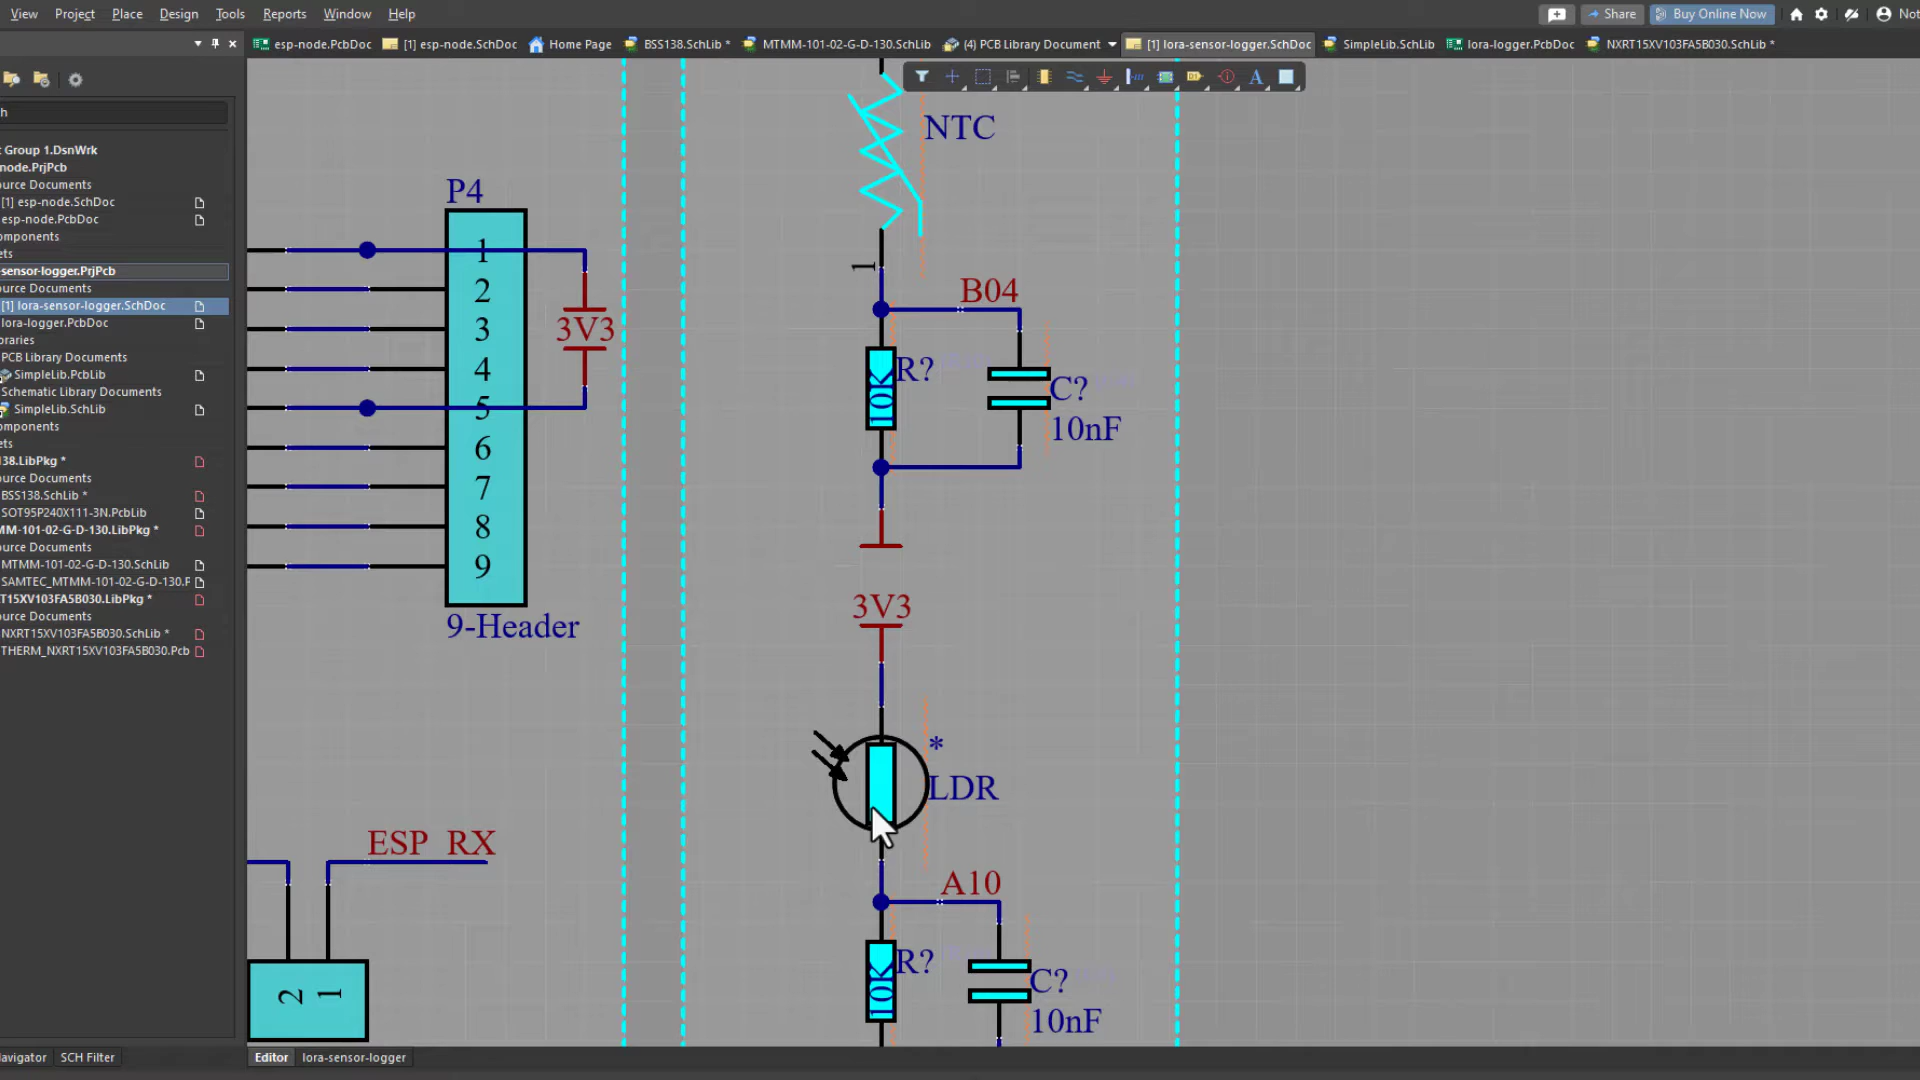 View Project Place Design Tools Reports Window Help
Share Buy Online Now Not
esp-node.PcbDoc [1] esp-node.SchDoc Home Page BSS138.SchLib * MTMM-101-02-G-D-130.SchLib (4) PCB Library Document [1] lora-sensor-logger.SchDoc SimpleLib.SchLib lora-logger.PcbDoc NXRT15XV103FA5B030.SchLib *
h
t Group 1.DsnWrk
node.PrjPcb
ource Documents
[1] esp-node.SchDoc
esp-node.PcbDoc
omponents
ets
-sensor-logger.PrjPcb
ource Documents
[1] lora-sensor-logger.SchDoc
lora-logger.PcbDoc
braries
PCB Library Documents
SimpleLib.PcbLib
Schematic Library Documents
SimpleLib.SchLib
omponents
ets
38.LibPkg *
ource Documents
BSS138.SchLib *
SOT95P240X111-3N.PcbLib
MM-101-02-G-D-130.LibPkg *
ource Documents
MTMM-101-02-G-D-130.SchLib
SAMTEC_MTMM-101-02-G-D-130.P
T15XV103FA5B030.LibPkg *
ource Documents
NXRT15XV103FA5B030.SchLib *
THERM_NXRT15XV103FA5B030.Pcb
avigator SCH Filter
Editor lora-sensor-logger
P4
1
2
3
4
5
6
7
8
9
9-Header
3V3
ESP_RX
2 1
NTC
1
B04
R?
10K
C?
10nF
3V3
*
LDR
A10
R?
10K
C?
10nF